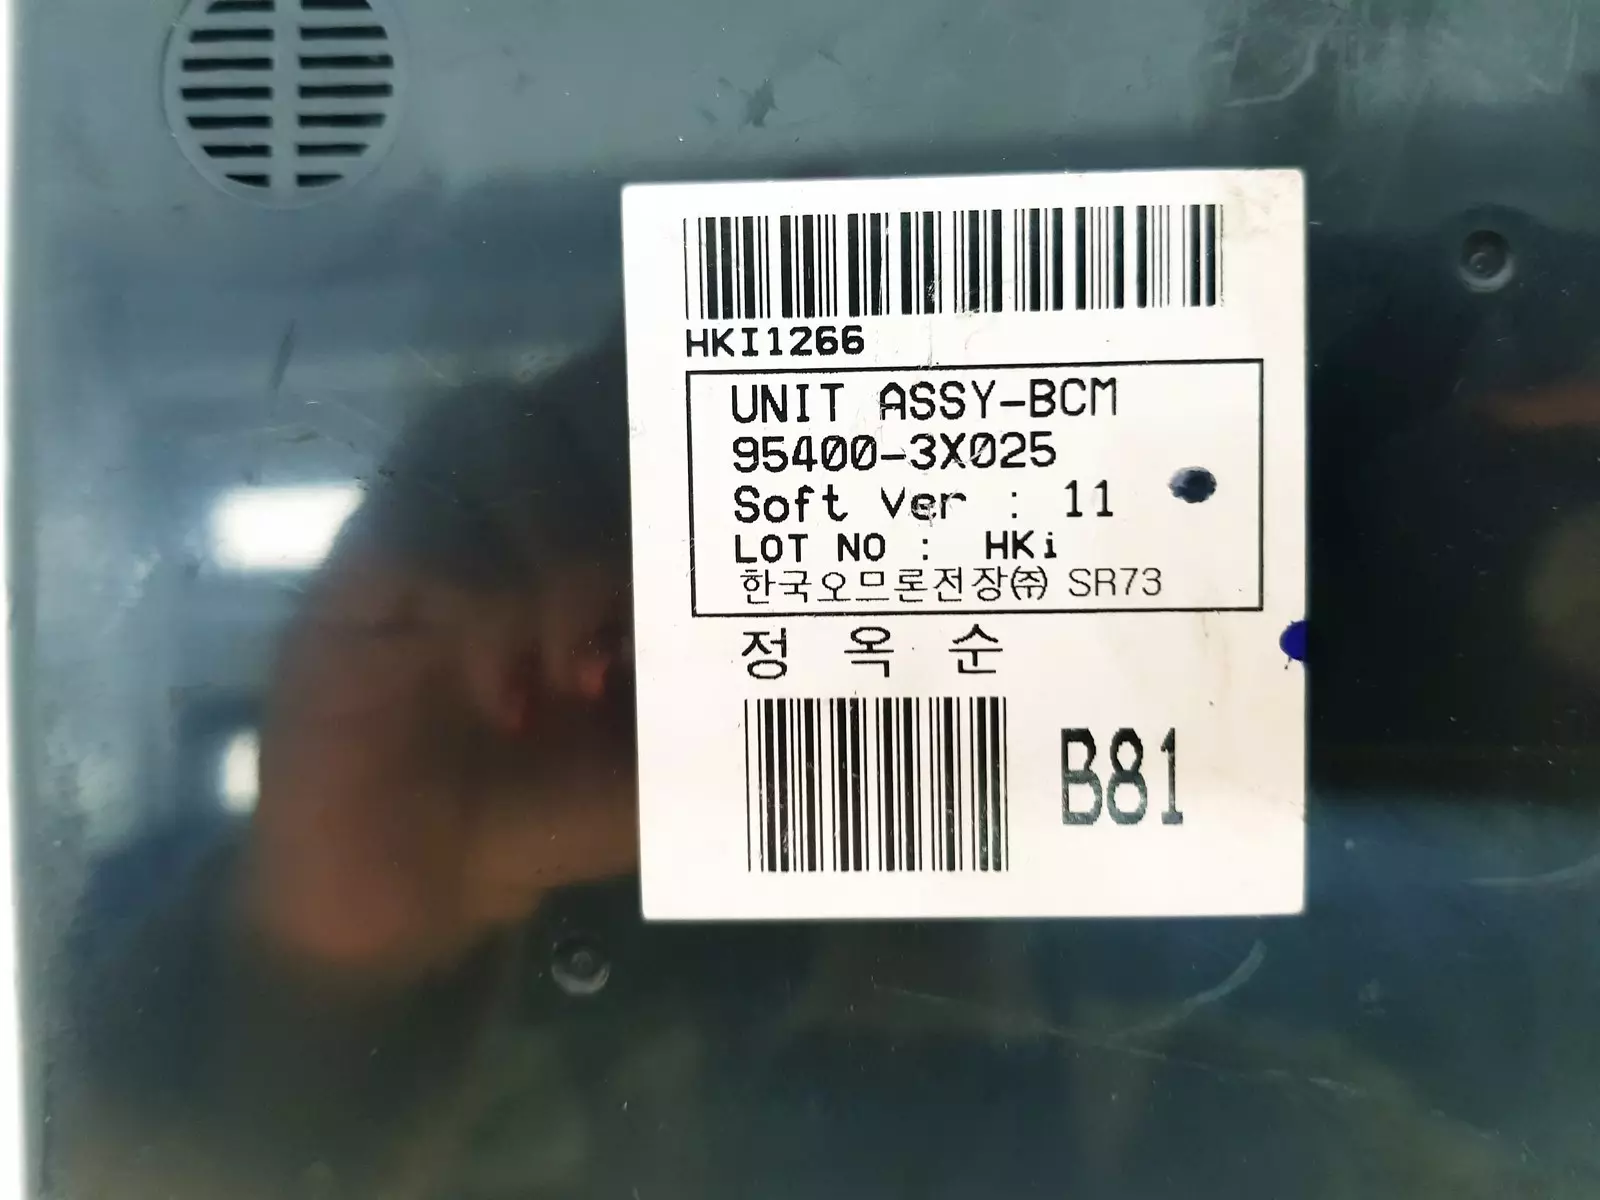 HKI1266
UNIT ASSY-BCM
95400-3X025
Soft Ver : 11
LOT NO : HKi
한국오므론전장㈜ SR73
정 옥 순
B81